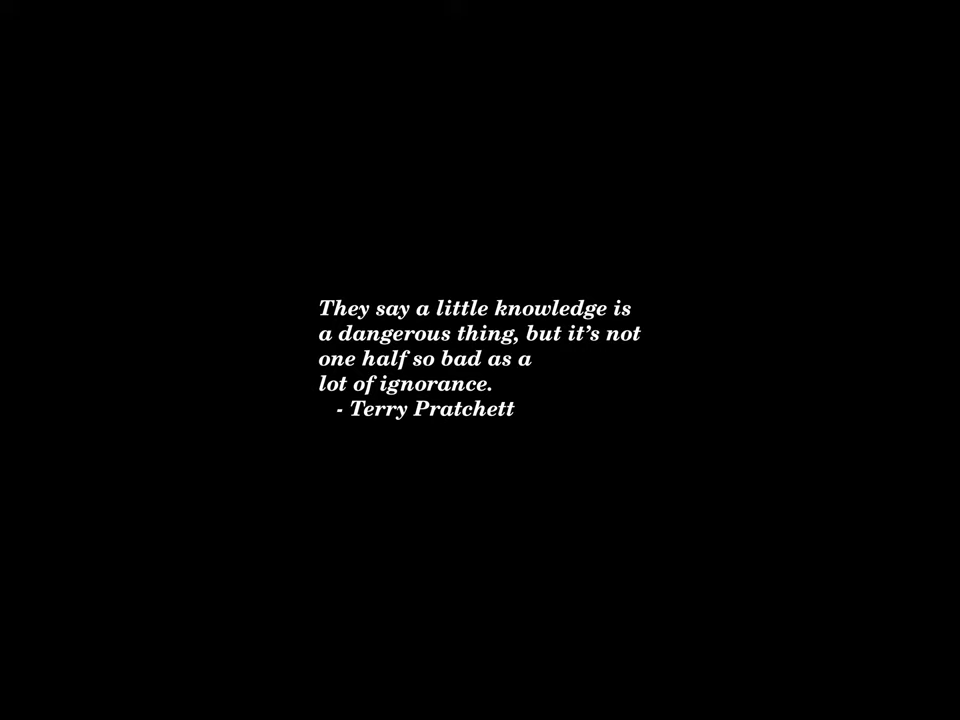 They say a little knowledge is
a dangerous thing, but it’s not
one half so bad as a
lot of ignorance.
- Terry Pratchett